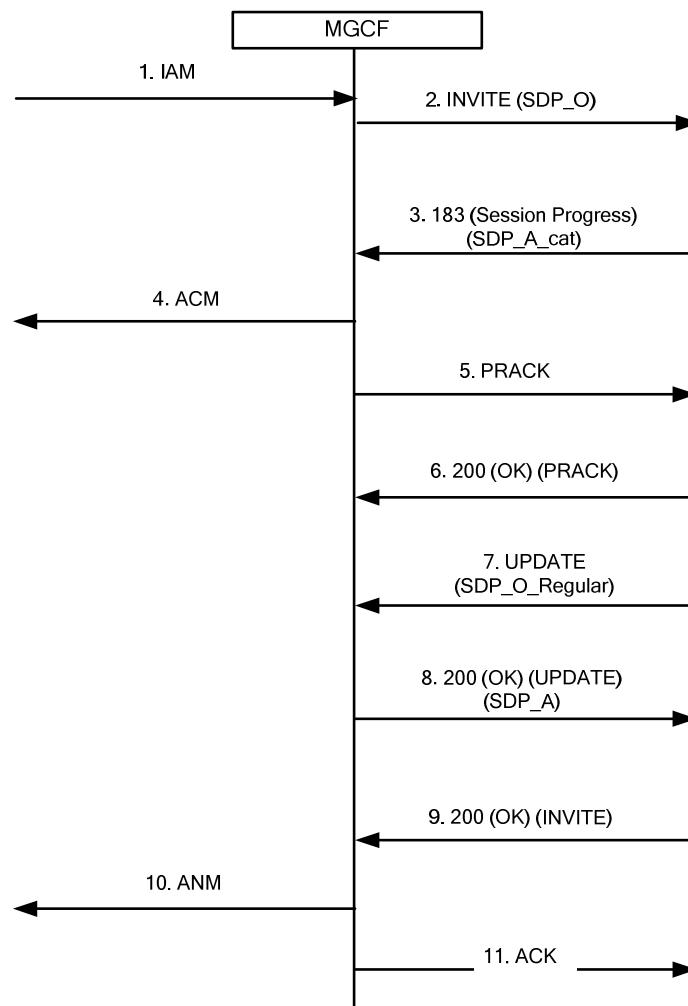 MGCF
1. IAM
2. INVITE (SDP_O)
3. 183 (Session Progress)
(SDP_A_cat)
4. ACM
5. PRACK
6. 200 (OK) (PRACK)
7. UPDATE
(SDP_O_Regular)
8. 200 (OK) (UPDATE)
(SDP_A)
9. 200 (OK) (INVITE)
10. ANM
11. ACK